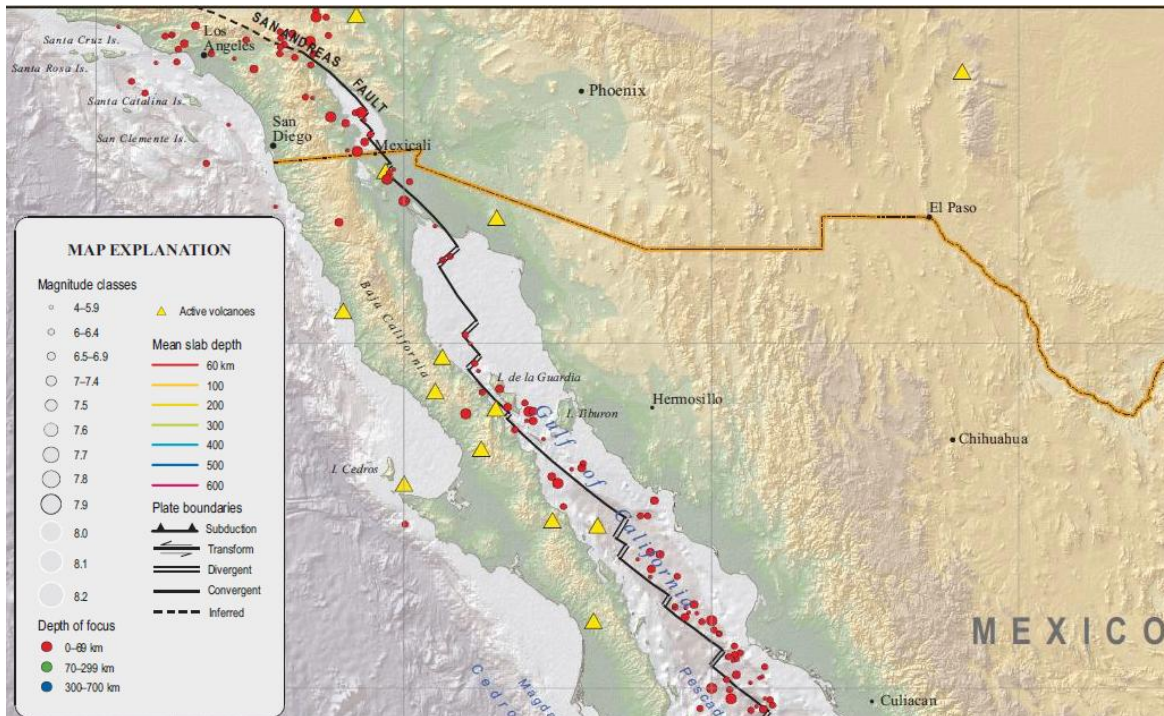 Santa Cruz Is.
Los
Angeles
SAN ANDREAS
FAULT
Santa Rosa Is.
Phoenix
Santa Catalina Is.
San
Diego
San Clemente Is.
Mexicali
El Paso
MAP EXPLANATION
Magnitude classes
4–5.9
6–6.4
6.5–6.9
7–7.4
7.5
7.6
7.7
7.8
7.9
8.0
8.1
8.2
Depth of focus
0–69 km
70–299 km
300–700 km
Active volcanoes
Mean slab depth
60 km
100
200
300
400
500
600
Plate boundaries
Subduction
Transform
Divergent
Convergent
Inferred
Baja California
I. de la Guardia
I. Tiburon
Hermosillo
Gulf of California
Chihuahua
I. Cedros
MEXICO
Culiacan
Cedro
Magda
Pescad